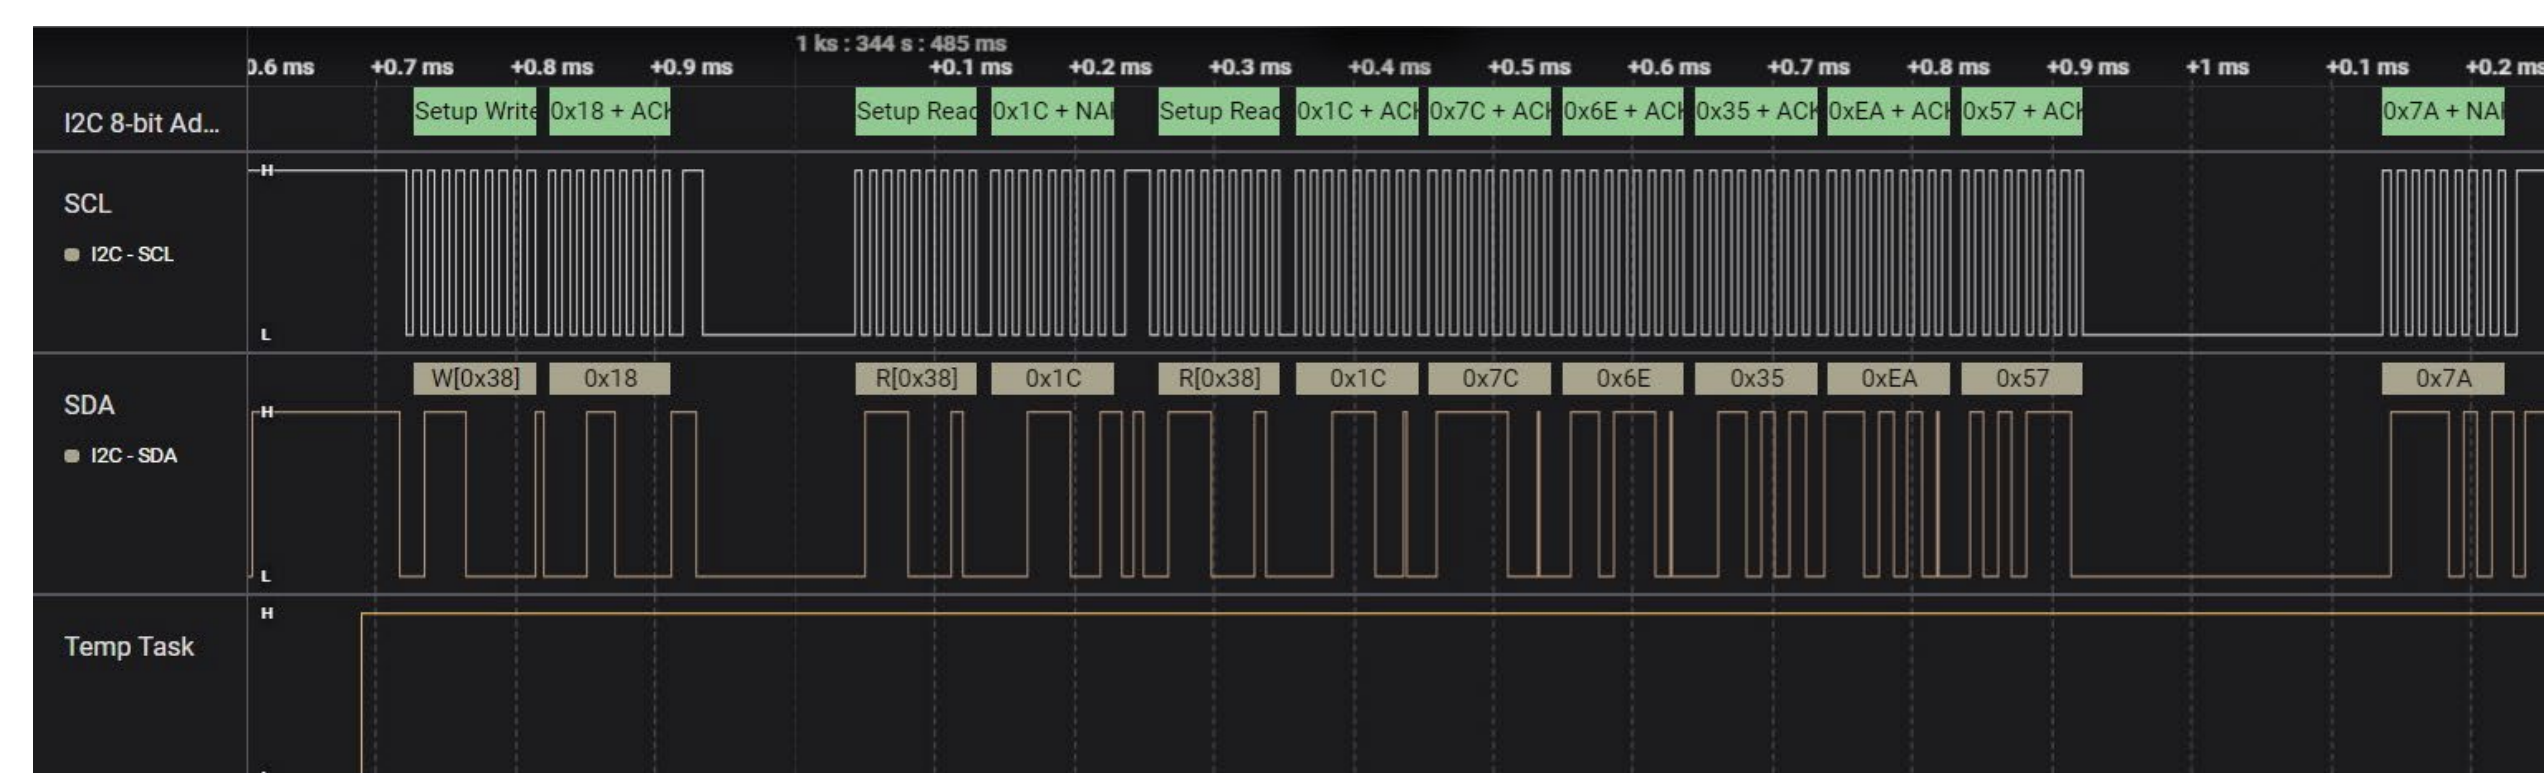 1 ks : 344 s : 485 ms
0.6 ms +0.7 ms +0.8 ms +0.9 ms +0.1 ms +0.2 ms +0.3 ms +0.4 ms +0.5 ms +0.6 ms +0.7 ms +0.8 ms +0.9 ms +1 ms +0.1 ms +0.2 ms
I2C 8-bit Ad... Setup Write 0x18 + ACK Setup Read 0x1C + NAK Setup Read 0x1C + ACK 0x7C + ACK 0x6E + ACK 0x35 + ACK 0xEA + ACK 0x57 + ACK 0x7A + NAK
H
SCL
I2C - SCL
L
W[0x38] 0x18 R[0x38] 0x1C R[0x38] 0x1C 0x7C 0x6E 0x35 0xEA 0x57 0x7A
SDA
H
I2C - SDA
L
H
Temp Task